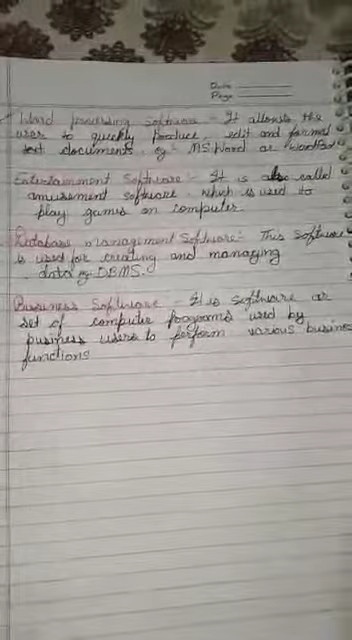 Date
Page
Word processing Software - It allows the
user to quickly produce, edit and format
text documents. eg - MS Word or
Entertainment Software - It is also called
amusement software. which is used to
play games on computer
Database management Software:- This software
is used for creating and managing
data eg. DBMS.
Business Software - It is software or
set of computer programs used by
business users to perform various business
functions